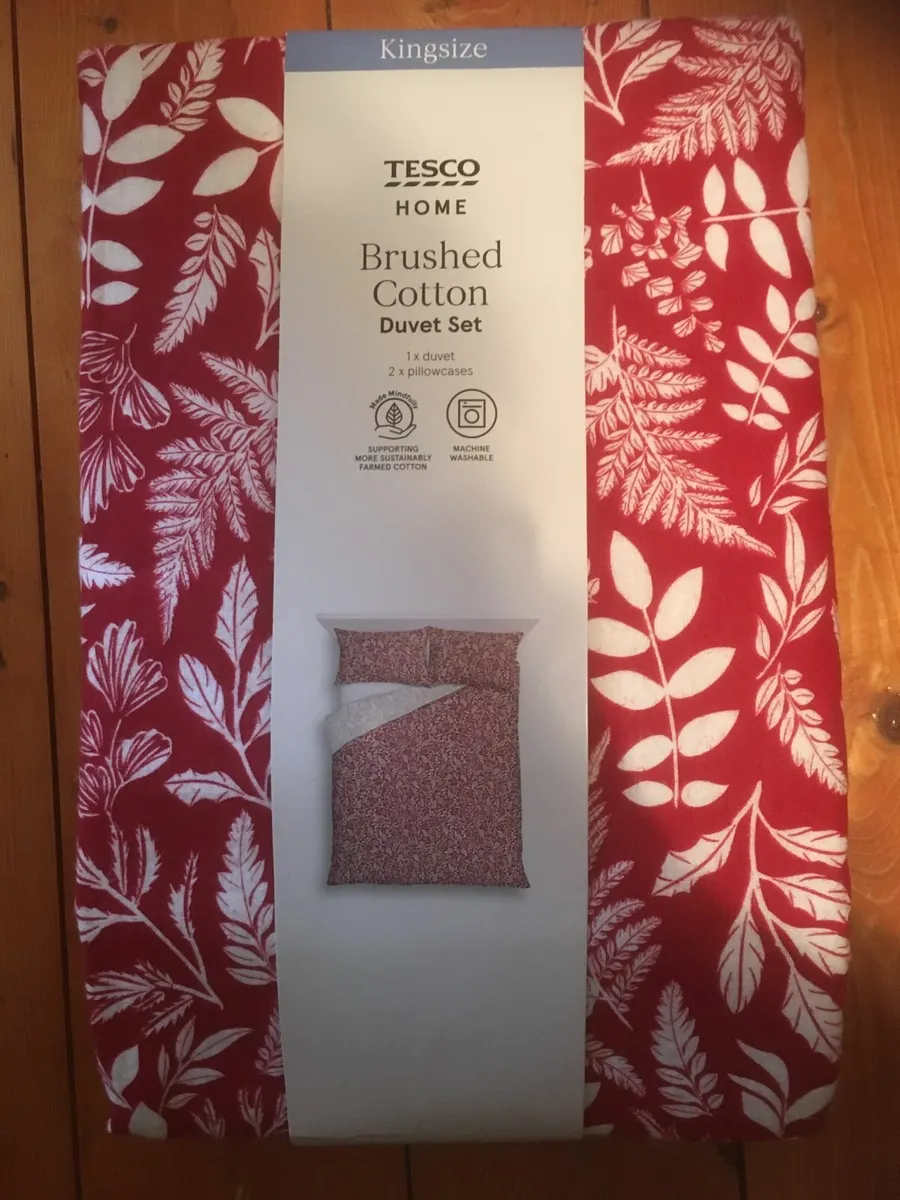 Kingsize
TESCO
HOME
Brushed
Cotton
Duvet Set
1 x duvet
2 x pillowcases
Made Mindfully
SUPPORTING
MORE SUSTAINABLY
FARMED COTTON
MACHINE
WASHABLE